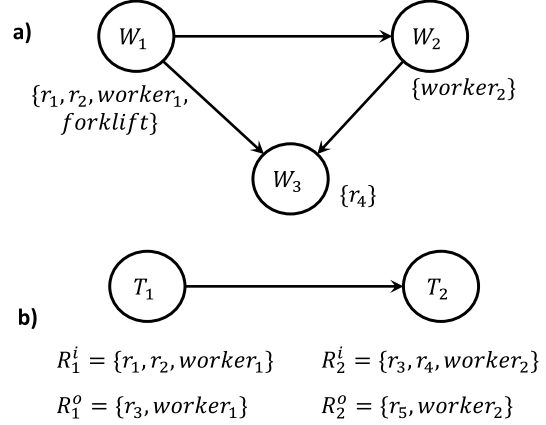 a)
W₁ W₂
{r₁, r₂, worker₁,
forklift}
{worker₂}
W₃
{r₄}
T₁ T₂
b)
R₁ⁱ = {r₁, r₂, worker₁} R₂ⁱ = {r₃, r₄, worker₂}
R₁ᵒ = {r₃, worker₁} R₂ᵒ = {r₅, worker₂}